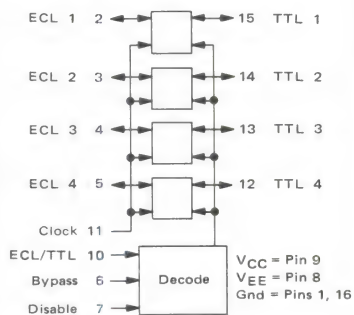 ECL 1 2 15 TTL 1
ECL 2 3 14 TTL 2
ECL 3 4 13 TTL 3
ECL 4 5 12 TTL 4
Clock 11
ECL/TTL 10
Bypass 6
Disable 7
Decode
VCC = Pin 9
VEE = Pin 8
Gnd = Pins 1, 16